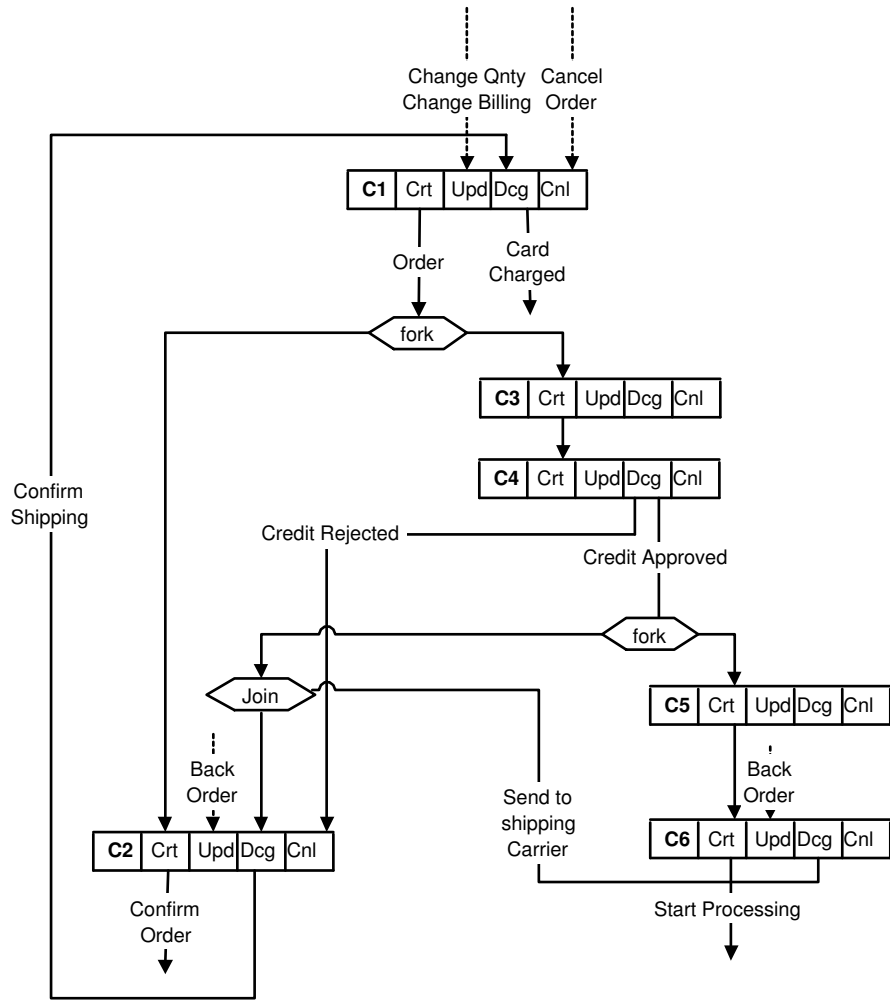 Change Qnty
Change Billing
Cancel
Order
C1 Crt Upd Dcg Cnl
Order
Card
Charged
fork
C3 Crt Upd Dcg Cnl
C4 Crt Upd Dcg Cnl
Confirm
Shipping
Credit Rejected
Credit Approved
fork
Join
C5 Crt Upd Dcg Cnl
Back
Order
Send to
shipping
Carrier
Back
Order
C2 Crt Upd Dcg Cnl
C6 Crt Upd Dcg Cnl
Confirm
Order
Start Processing